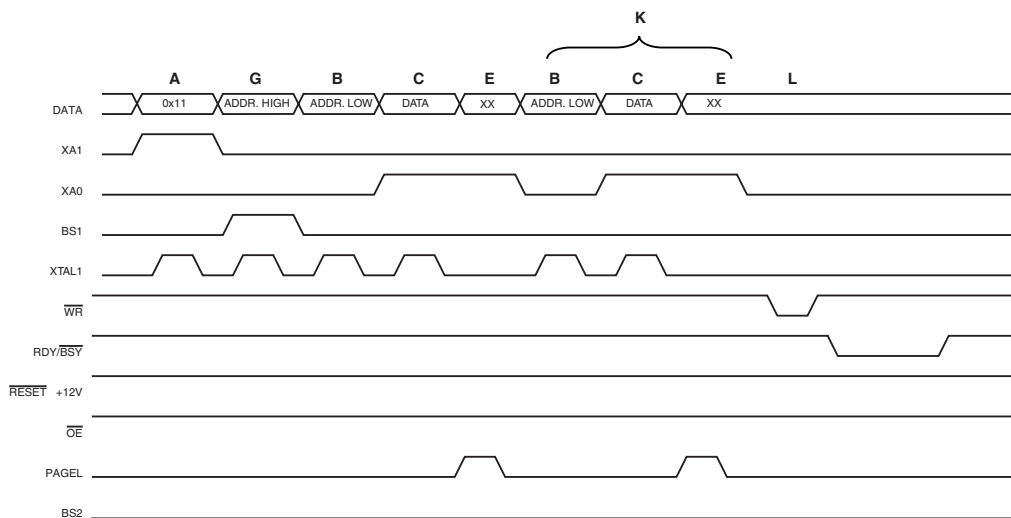 K
A G B C E B C E L
DATA 0x11 ADDR. HIGH ADDR. LOW DATA XX ADDR. LOW DATA XX
XA1
XA0
BS1
XTAL1
WR
RDY/BSY
RESET +12V
OE
PAGEL
BS2